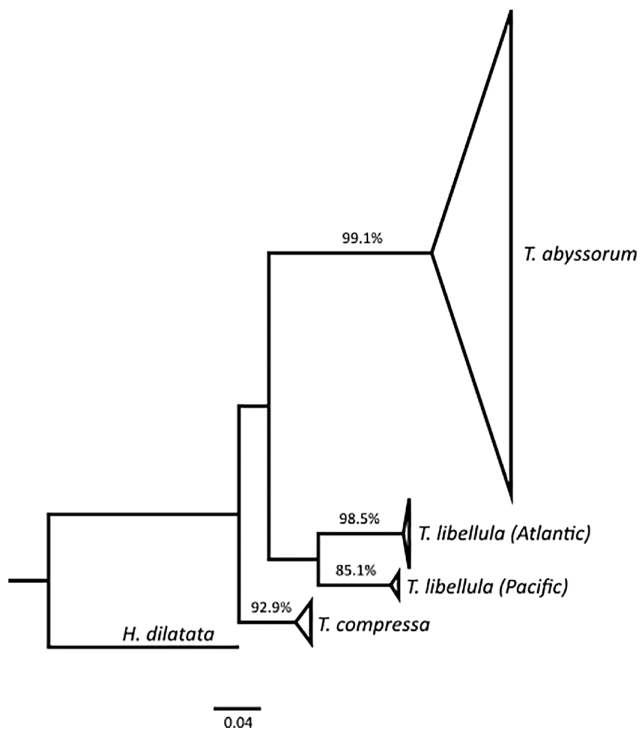 99.1%
T. abyssorum
98.5%
T. libellula (Atlantic)
85.1%
T. libellula (Pacific)
92.9%
T. compressa
H. dilatata
0.04